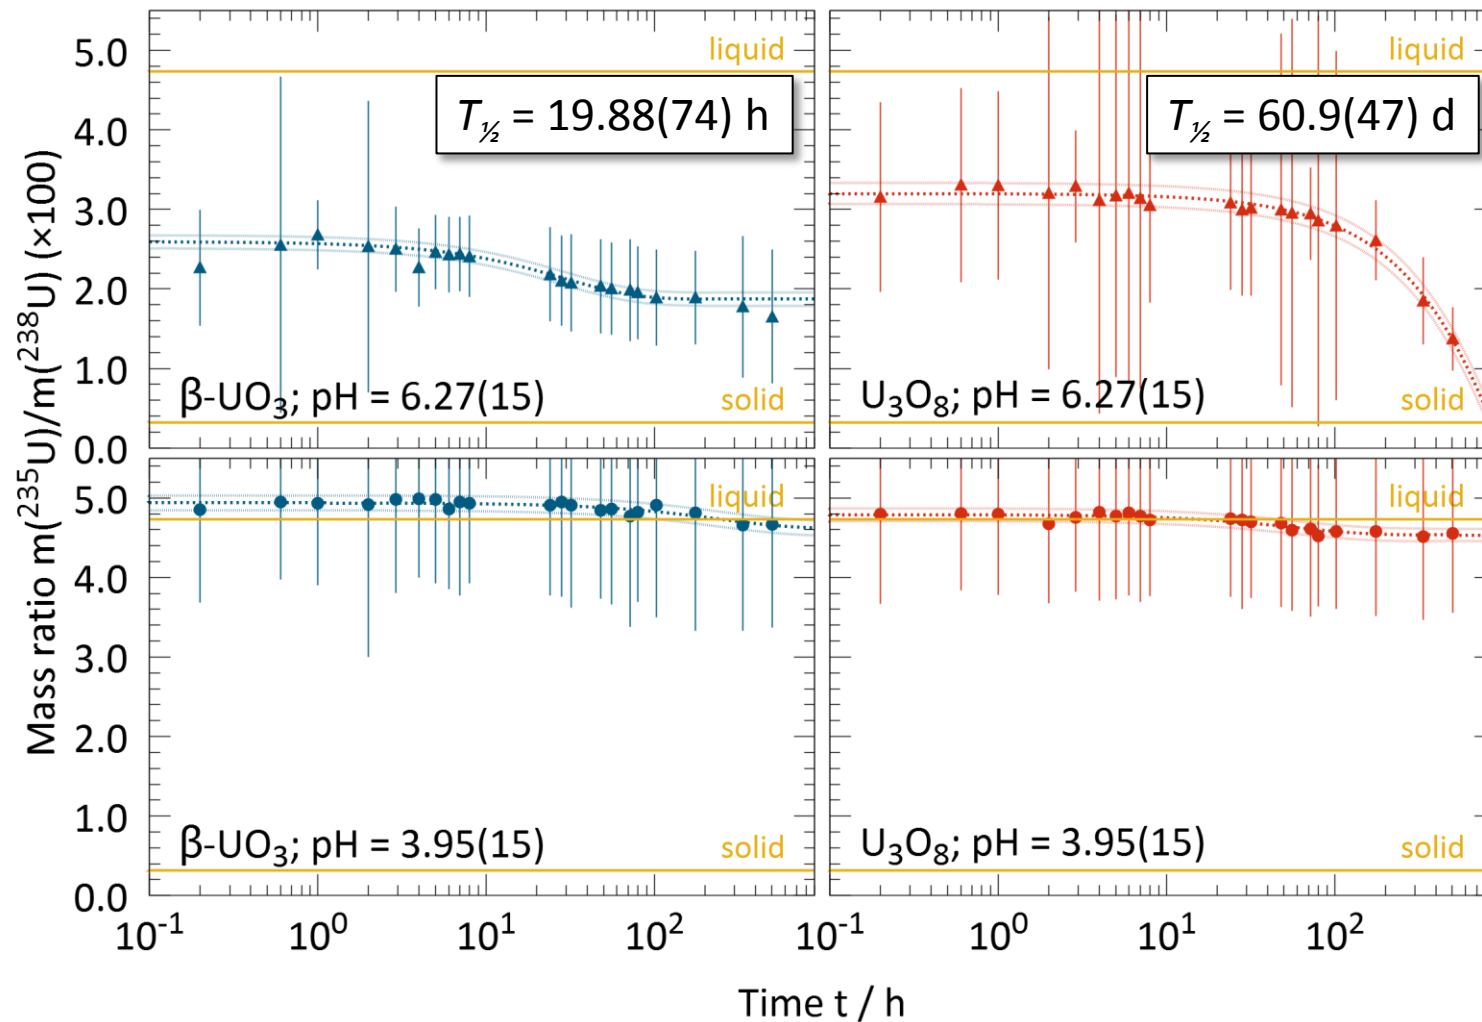 Mass ratio m(²³⁵U)/m(²³⁸U) (×100)
5.0
4.0
3.0
2.0
1.0
0.0
liquid
T½ = 19.88(74) h
β-UO₃; pH = 6.27(15)
solid
liquid
T½ = 60.9(47) d
U₃O₈; pH = 6.27(15)
solid
5.0
4.0
3.0
2.0
1.0
0.0
liquid
β-UO₃; pH = 3.95(15)
solid
liquid
U₃O₈; pH = 3.95(15)
solid
10⁻¹ 10⁰ 10¹ 10² 10⁻¹ 10⁰ 10¹ 10²
Time t / h